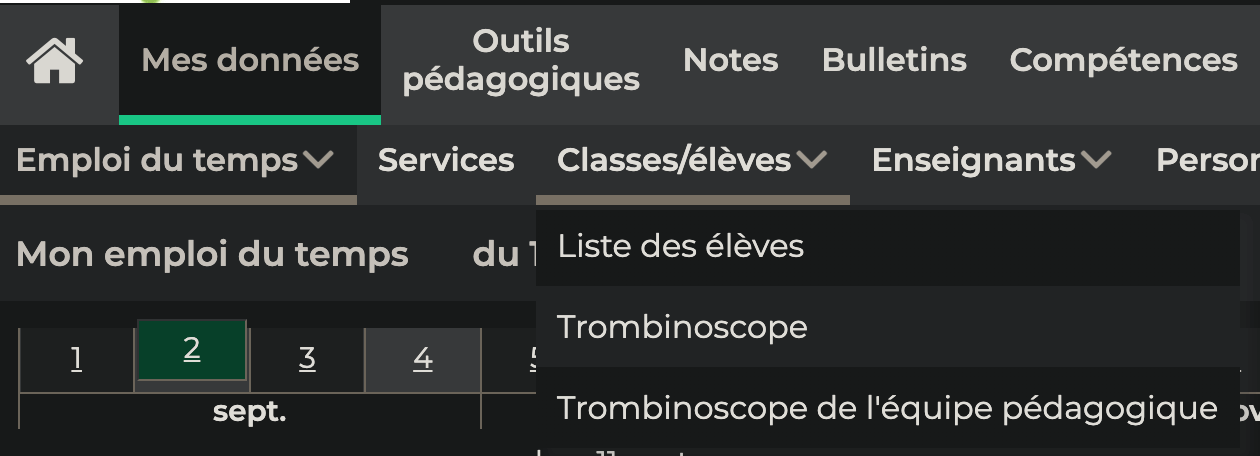 Mes données
Outils
pédagogiques
Notes
Bulletins
Compétences
Emploi du temps
Services
Classes/élèves
Enseignants
Mon emploi du temps
du
Liste des élèves
Trombinoscope
Trombinoscope de l'équipe pédagogique
1
2
3
4
sept.